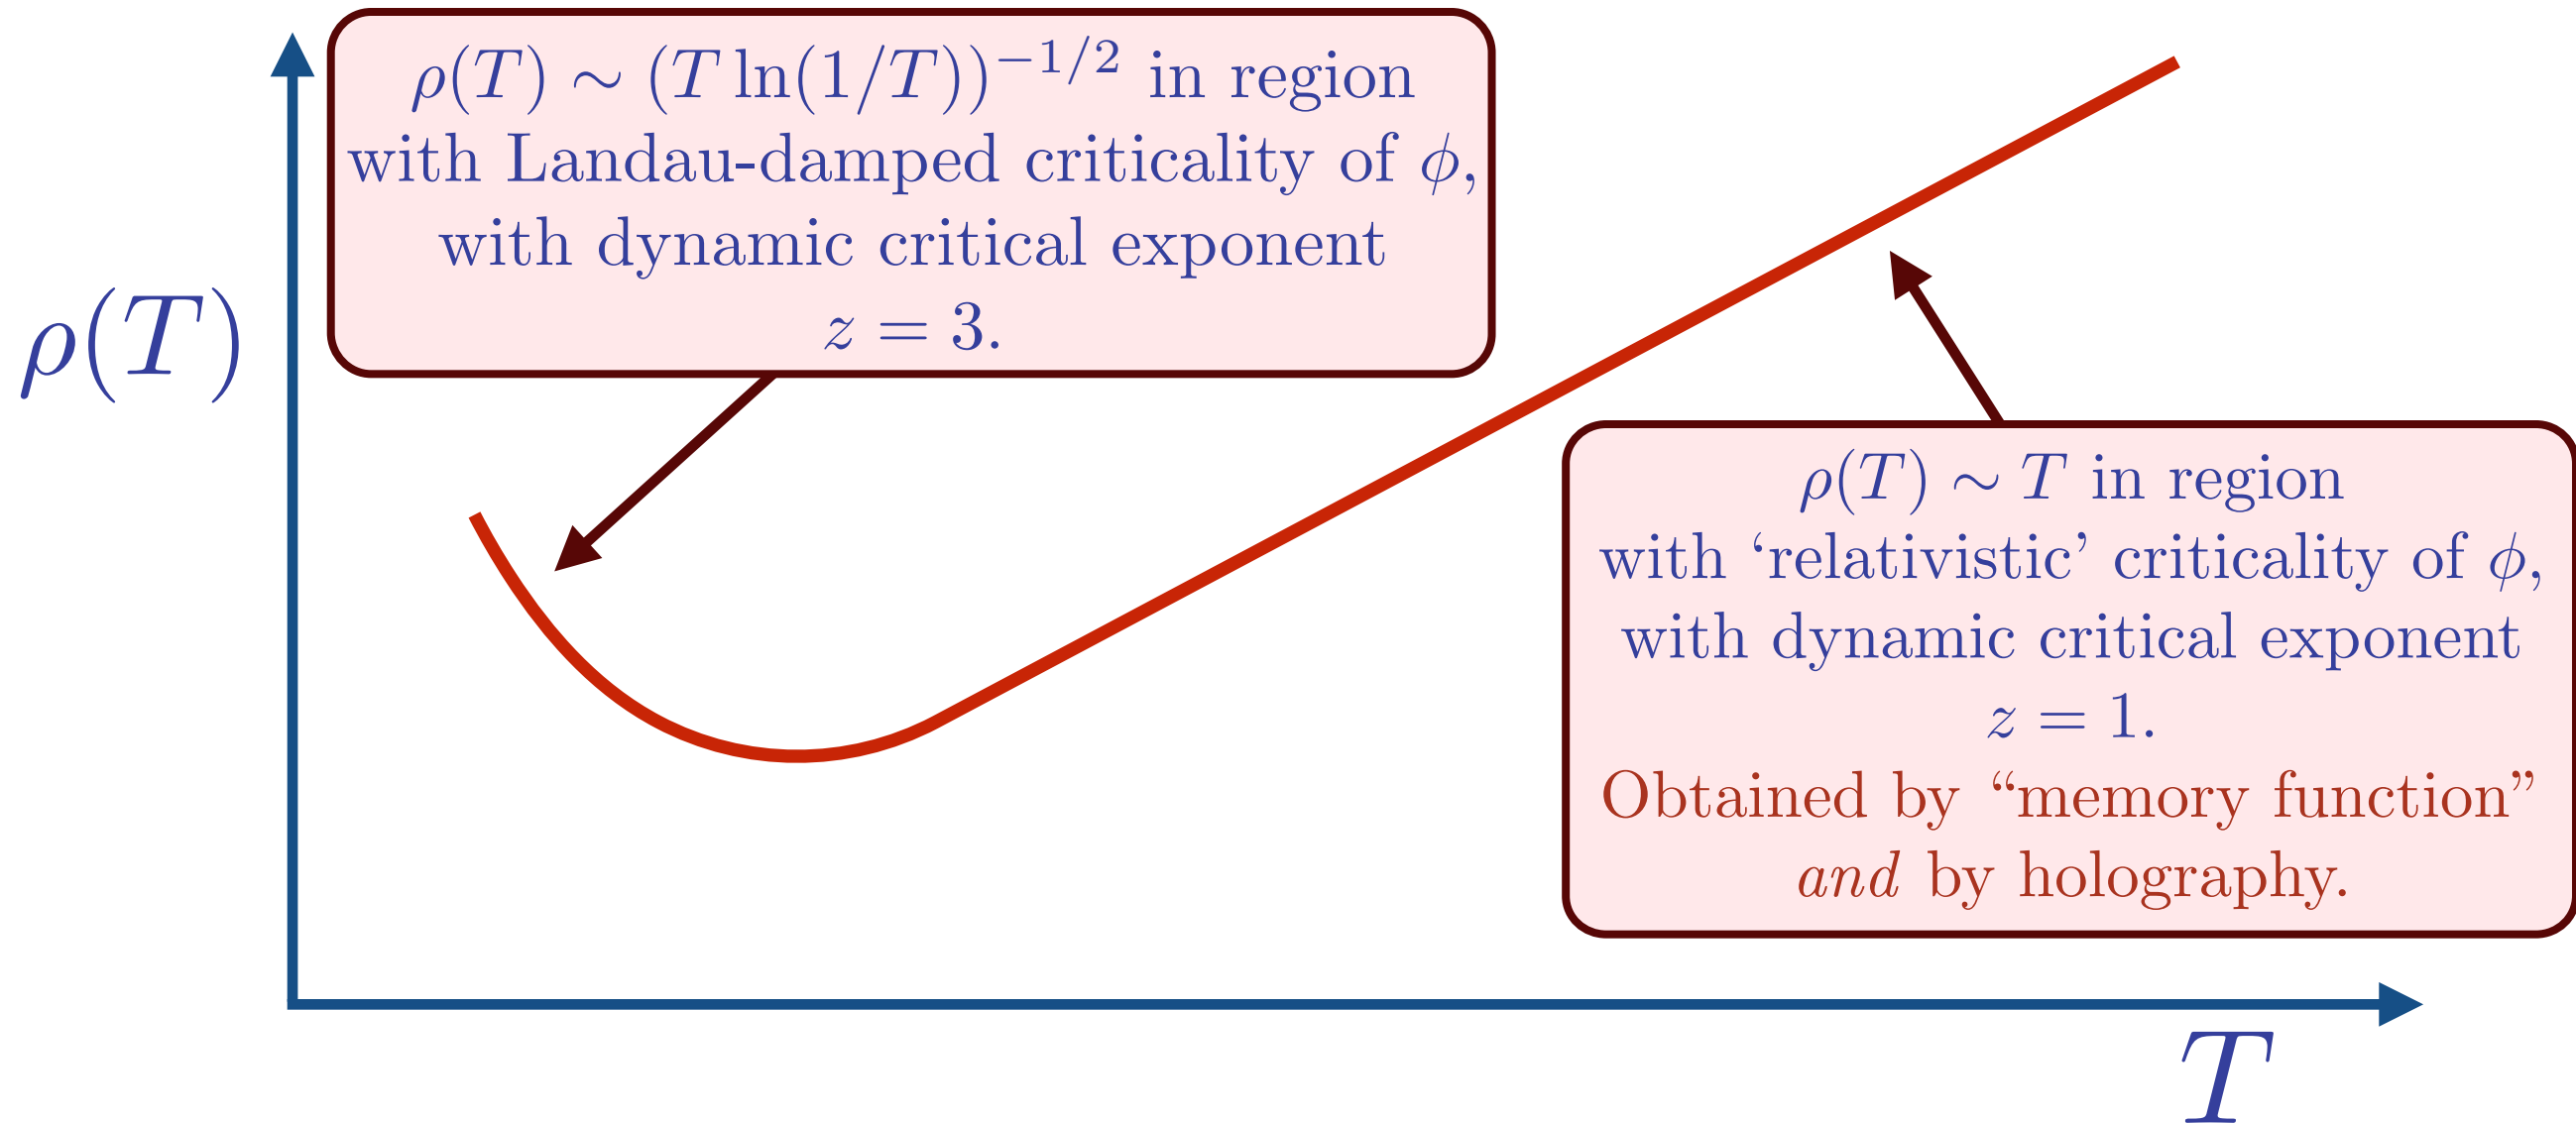 ρ(T) ∼ (T ln(1/T))^{−1/2} in region
with Landau-damped criticality of ϕ,
with dynamic critical exponent
z = 3.
ρ(T)
ρ(T) ∼ T in region
with ‘relativistic’ criticality of ϕ,
with dynamic critical exponent
z = 1.
Obtained by “memory function”
and by holography.
T